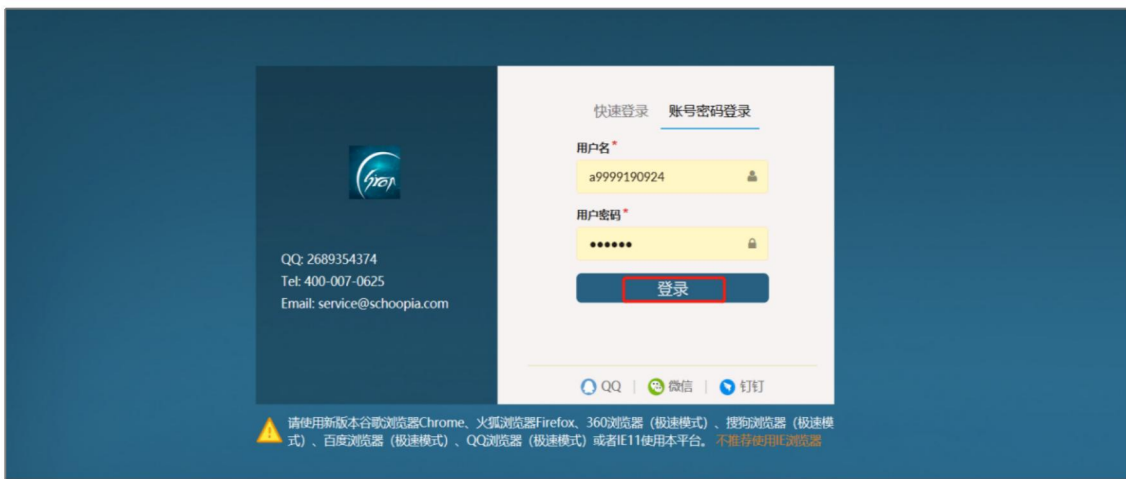 快速登录 账号密码登录
用户名*
a9999190924
用户密码*
••••••
登录
QQ: 2689354374
Tel: 400-007-0625
Email: service@schoopia.com
QQ | 微信 | 钉钉
请使用新版本谷歌浏览器Chrome、火狐浏览器Firefox、360浏览器（极速模式）、搜狗浏览器（极速模
式）、百度浏览器（极速模式）、QQ浏览器（极速模式）或者IE11使用本平台。 不推荐使用IE浏览器